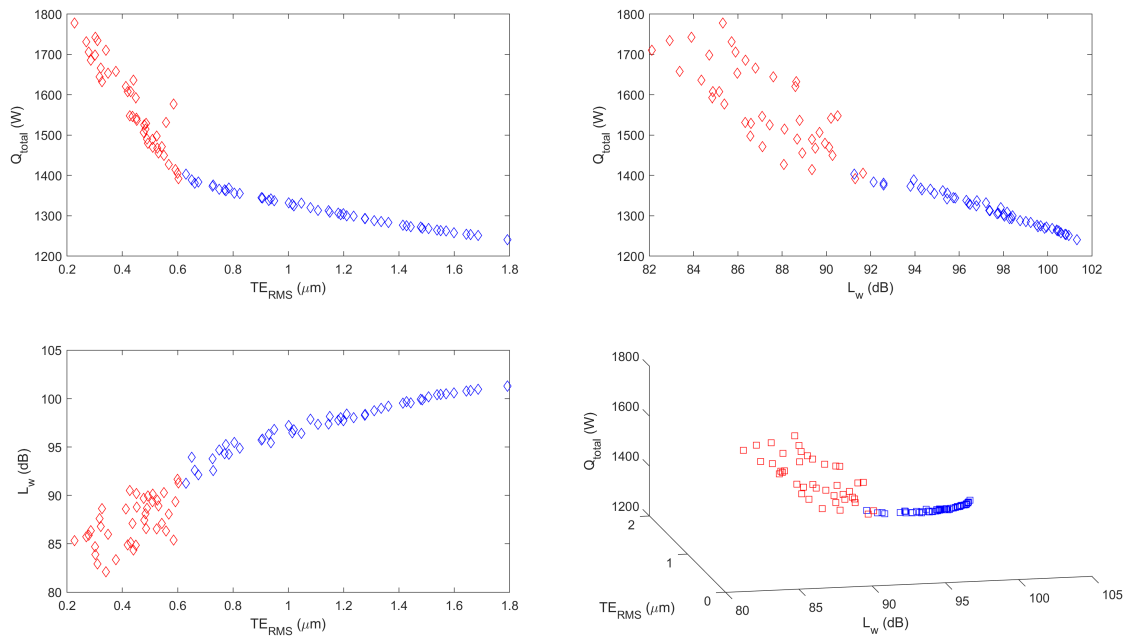 1800
1700
1600
1500
1400
1300
1200
Q_total (W)
0.2 0.4 0.6 0.8 1 1.2 1.4 1.6 1.8
TE_RMS (μm)
1800
1700
1600
1500
1400
1300
1200
Q_total (W)
82 84 86 88 90 92 94 96 98 100 102
L_w (dB)
105
100
95
90
85
80
L_w (dB)
0.2 0.4 0.6 0.8 1 1.2 1.4 1.6 1.8
TE_RMS (μm)
1800
1600
1400
1200
Q_total (W)
2
1
0
TE_RMS (μm)
80 85 90 95 100 105
L_w (dB)